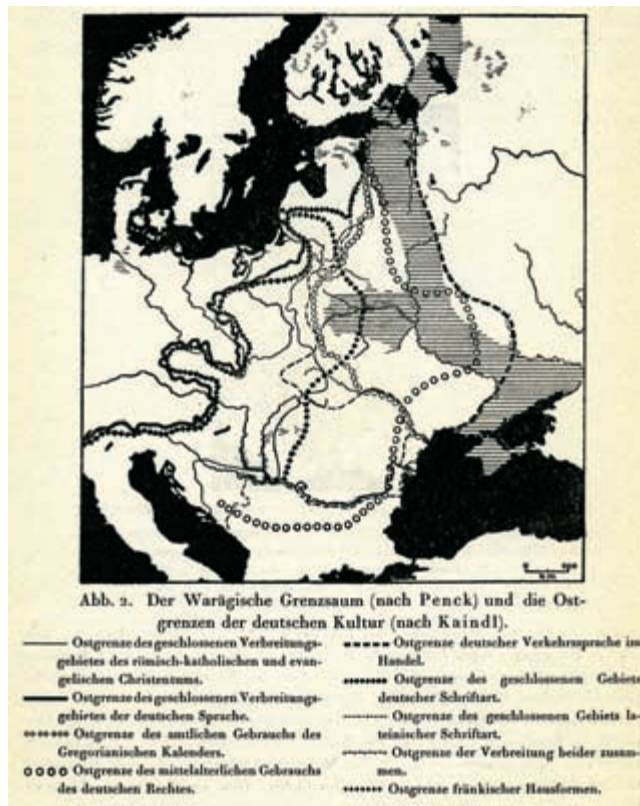 Abb. 2. Der Warägische Grenzsaum (nach Penck) und die Ost-
grenzen der deutschen Kultur (nach Kaindl).
Ostgrenze des geschlossenen Verbreitungs-
gebietes des römisch-katholischen und evan-
gelischen Christentums.
Ostgrenze des geschlossenen Verbreitungs-
gebietes der deutschen Sprache.
Ostgrenze des amtlichen Gebrauchs des
Gregorianischen Kalenders.
Ostgrenze des mittelalterlichen Gebrauchs
des deutschen Rechtes.
Ostgrenze deutscher Verkehrssprache im
Handel.
Ostgrenze des geschlossenen Gebiets
deutscher Schriftart.
Ostgrenze des geschlossenen Gebiets la-
teinischer Schriftart.
Ostgrenze der Verbreitung beider zusam-
men.
Ostgrenze fränkischer Hausformen.